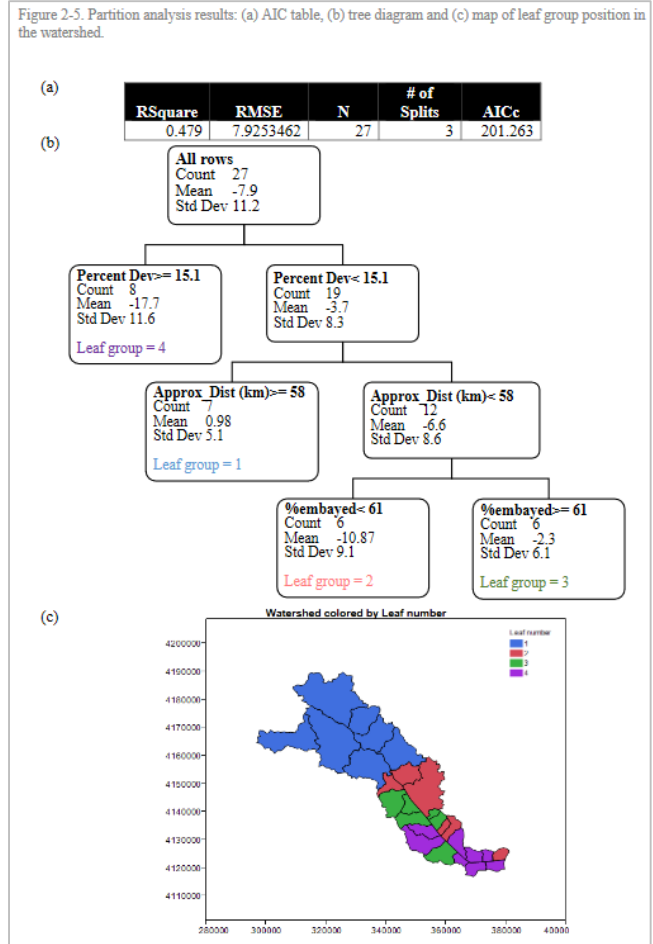 Figure 2-5. Partition analysis results: (a) AIC table, (b) tree diagram and (c) map of leaf group position in
the watershed.
(a)
RSquare RMSE N # of Splits AICc
0.479 7.9253462 27 3 201.263
(b)
All rows
Count 27
Mean -7.9
Std Dev 11.2
Percent Dev>= 15.1
Count 8
Mean -17.7
Std Dev 11.6
Leaf group = 4
Percent Dev< 15.1
Count 19
Mean -3.7
Std Dev 8.3
Approx_Dist (km)>= 58
Count 7
Mean 0.98
Std Dev 5.1
Leaf group = 1
Approx_Dist (km)< 58
Count 12
Mean -6.6
Std Dev 8.6
%embayed< 61
Count 6
Mean -10.87
Std Dev 9.1
Leaf group = 2
%embayed>= 61
Count 6
Mean -2.3
Std Dev 6.1
Leaf group = 3
(c)
Watershed colored by Leaf number
Leaf number
1
2
3
4
4200000
4190000
4180000
4170000
4160000
4150000
4140000
4130000
4120000
4110000
280000 300000 320000 340000 360000 380000 40000